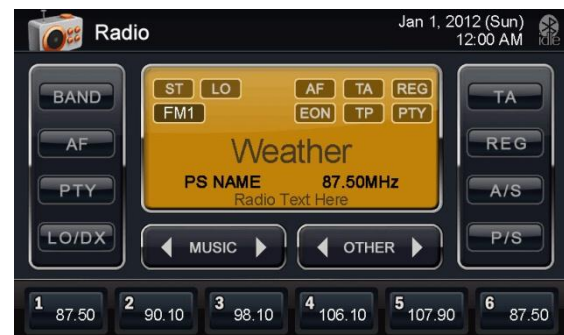 Radio
Jan 1, 2012 (Sun)
12:00 AM
idle
BAND
AF
PTY
LO/DX
ST LO AF TA REG
FM1 EON TP PTY
Weather
PS NAME 87.50MHz
Radio Text Here
MUSIC OTHER
TA
REG
A/S
P/S
1 87.50 2 90.10 3 98.10 4 106.10 5 107.90 6 87.50